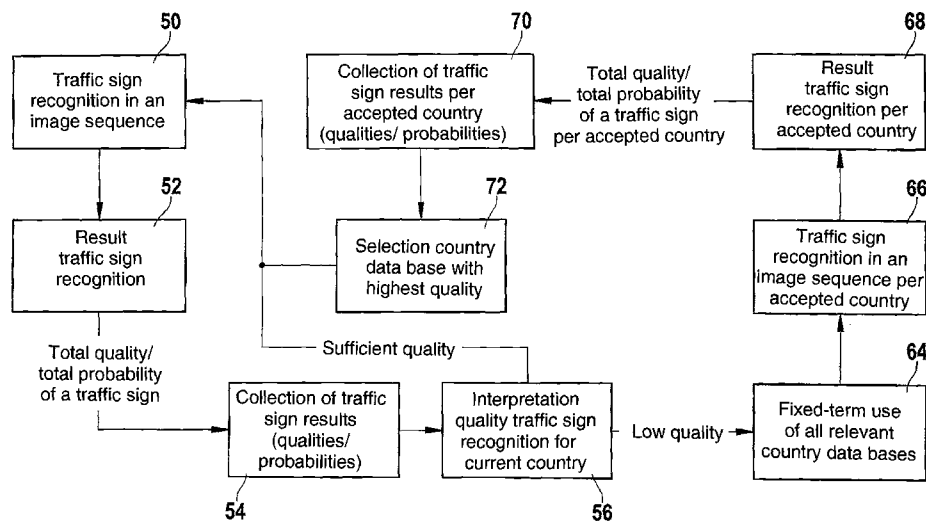 50
Traffic sign
recognition in an
image sequence
52
Result
traffic sign
recognition
Total quality/
total probability
of a traffic sign
Collection of traffic
sign results
(qualities/
probabilities)
54
Interpretation
quality traffic sign
recognition for
current country
56
Sufficient quality
Low quality
64
Fixed-term use
of all relevant
country data bases
66
Traffic sign
recognition in an
image sequence per
accepted country
68
Result
traffic sign
recognition per
accepted country
Total quality/
total probability
of a traffic sign
per accepted country
70
Collection of traffic
sign results per
accepted country
(qualities/ probabilities)
72
Selection country
data base with
highest quality